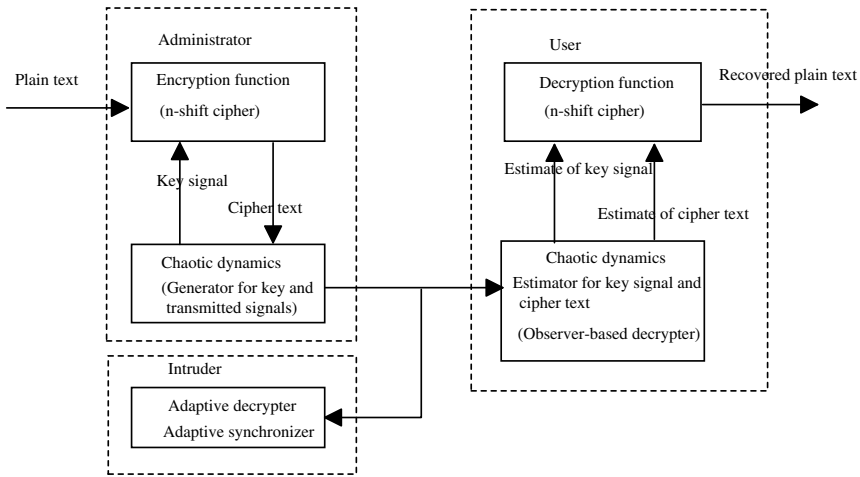 Administrator
Plain text
Encryption function
(n-shift cipher)
Key signal
Cipher text
Chaotic dynamics
(Generator for key and
transmitted signals)
Intruder
Adaptive decrypter
Adaptive synchronizer
User
Decryption function
(n-shift cipher)
Recovered plain text
Estimate of key signal
Estimate of cipher text
Chaotic dynamics
Estimator for key signal and
cipher text
(Observer-based decrypter)